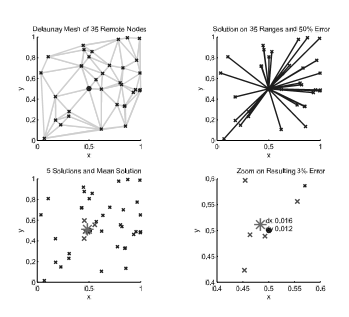 Delaunay Mesh of 35 Remote Nodes
1
0.8
0.6
0.4
0.2
0
0
0.5
1
x
y
Solution on 35 Ranges and 50% Error
1
0.8
0.6
0.4
0.2
0
0
0.5
1
x
y
5 Solutions and Mean Solution
1
0.8
0.6
0.4
0.2
0
0
0.5
1
x
y
Zoom on Resulting 3% Error
0.6
0.55
0.5
0.45
0.4
0.4
0.45
0.5
0.55
0.6
x
y
dx 0.016
0.012